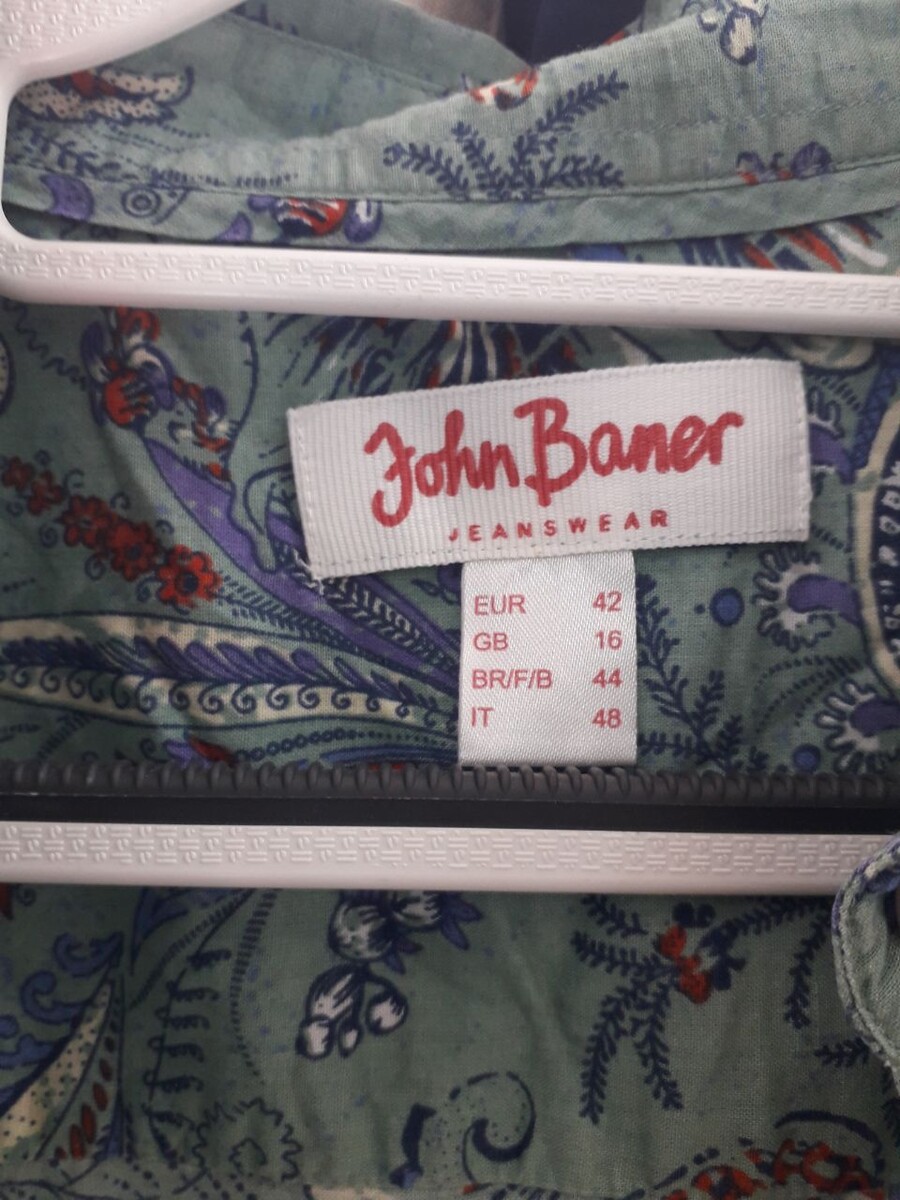 John Baner
JEANSWEAR
EUR 42
GB 16
BR/F/B 44
IT 48